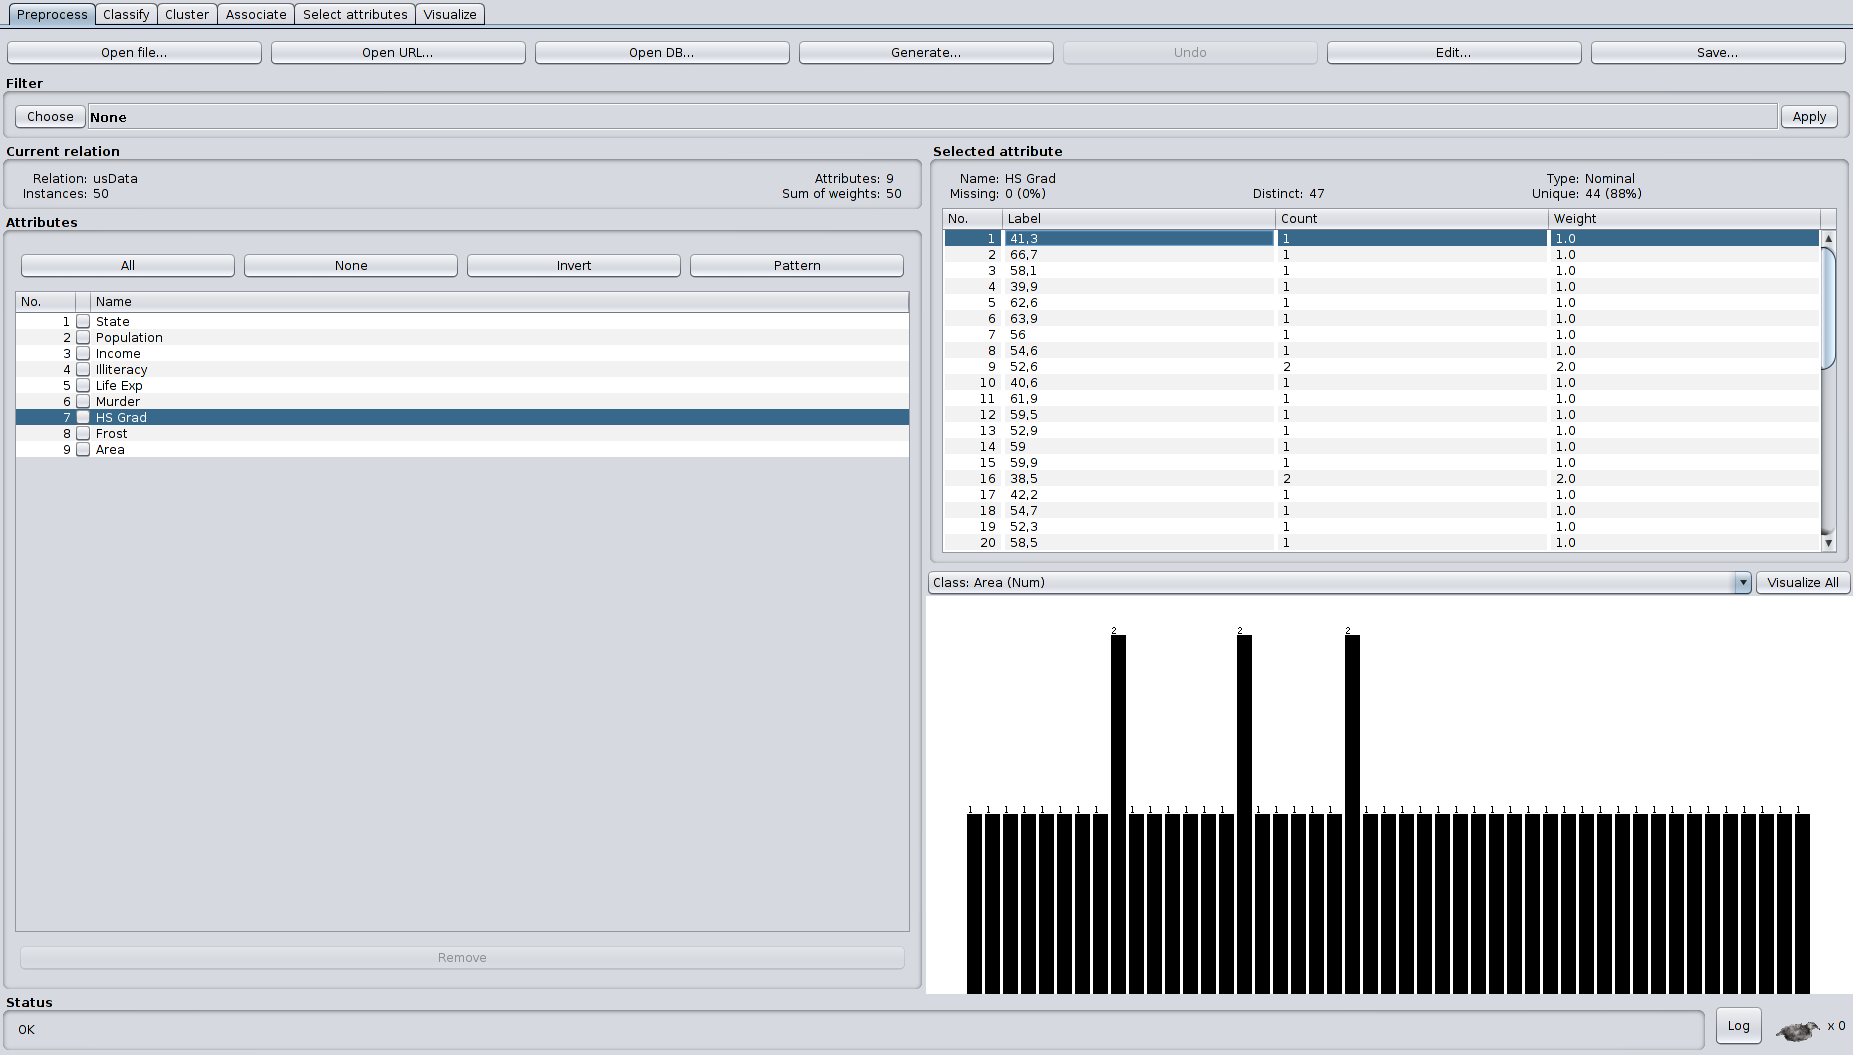 Preprocess Classify Cluster Associate Select attributes Visualize
Open file... Open URL... Open DB... Generate... Undo Edit... Save...
Filter
Choose None Apply
Current relation
Relation: usData Attributes: 9
Instances: 50 Sum of weights: 50
Attributes
All None Invert Pattern
No. Name
1 State
2 Population
3 Income
4 Illiteracy
5 Life Exp
6 Murder
7 HS Grad
8 Frost
9 Area
Remove
Selected attribute
Name: HS Grad Type: Nominal
Missing: 0 (0%) Distinct: 47 Unique: 44 (88%)
No. Label Count Weight
1 41,3 1 1.0
2 66,7 1 1.0
3 58,1 1 1.0
4 39,9 1 1.0
5 62,6 1 1.0
6 63,9 1 1.0
7 56 1 1.0
8 54,6 1 1.0
9 52,6 2 2.0
10 40,6 1 1.0
11 61,9 1 1.0
12 59,5 1 1.0
13 52,9 1 1.0
14 59 1 1.0
15 59,9 1 1.0
16 38,5 2 2.0
17 42,2 1 1.0
18 54,7 1 1.0
19 52,3 1 1.0
20 58,5 1 1.0
Class: Area (Num) Visualize All
2 2 2
1 1 1 1 1 1 1 1 1 1 1 1 1 1 1 1 1 1 1 1 1 1 1 1 1 1 1 1 1 1 1 1 1 1 1 1 1 1 1 1 1 1 1 1
Status
OK
Log x 0